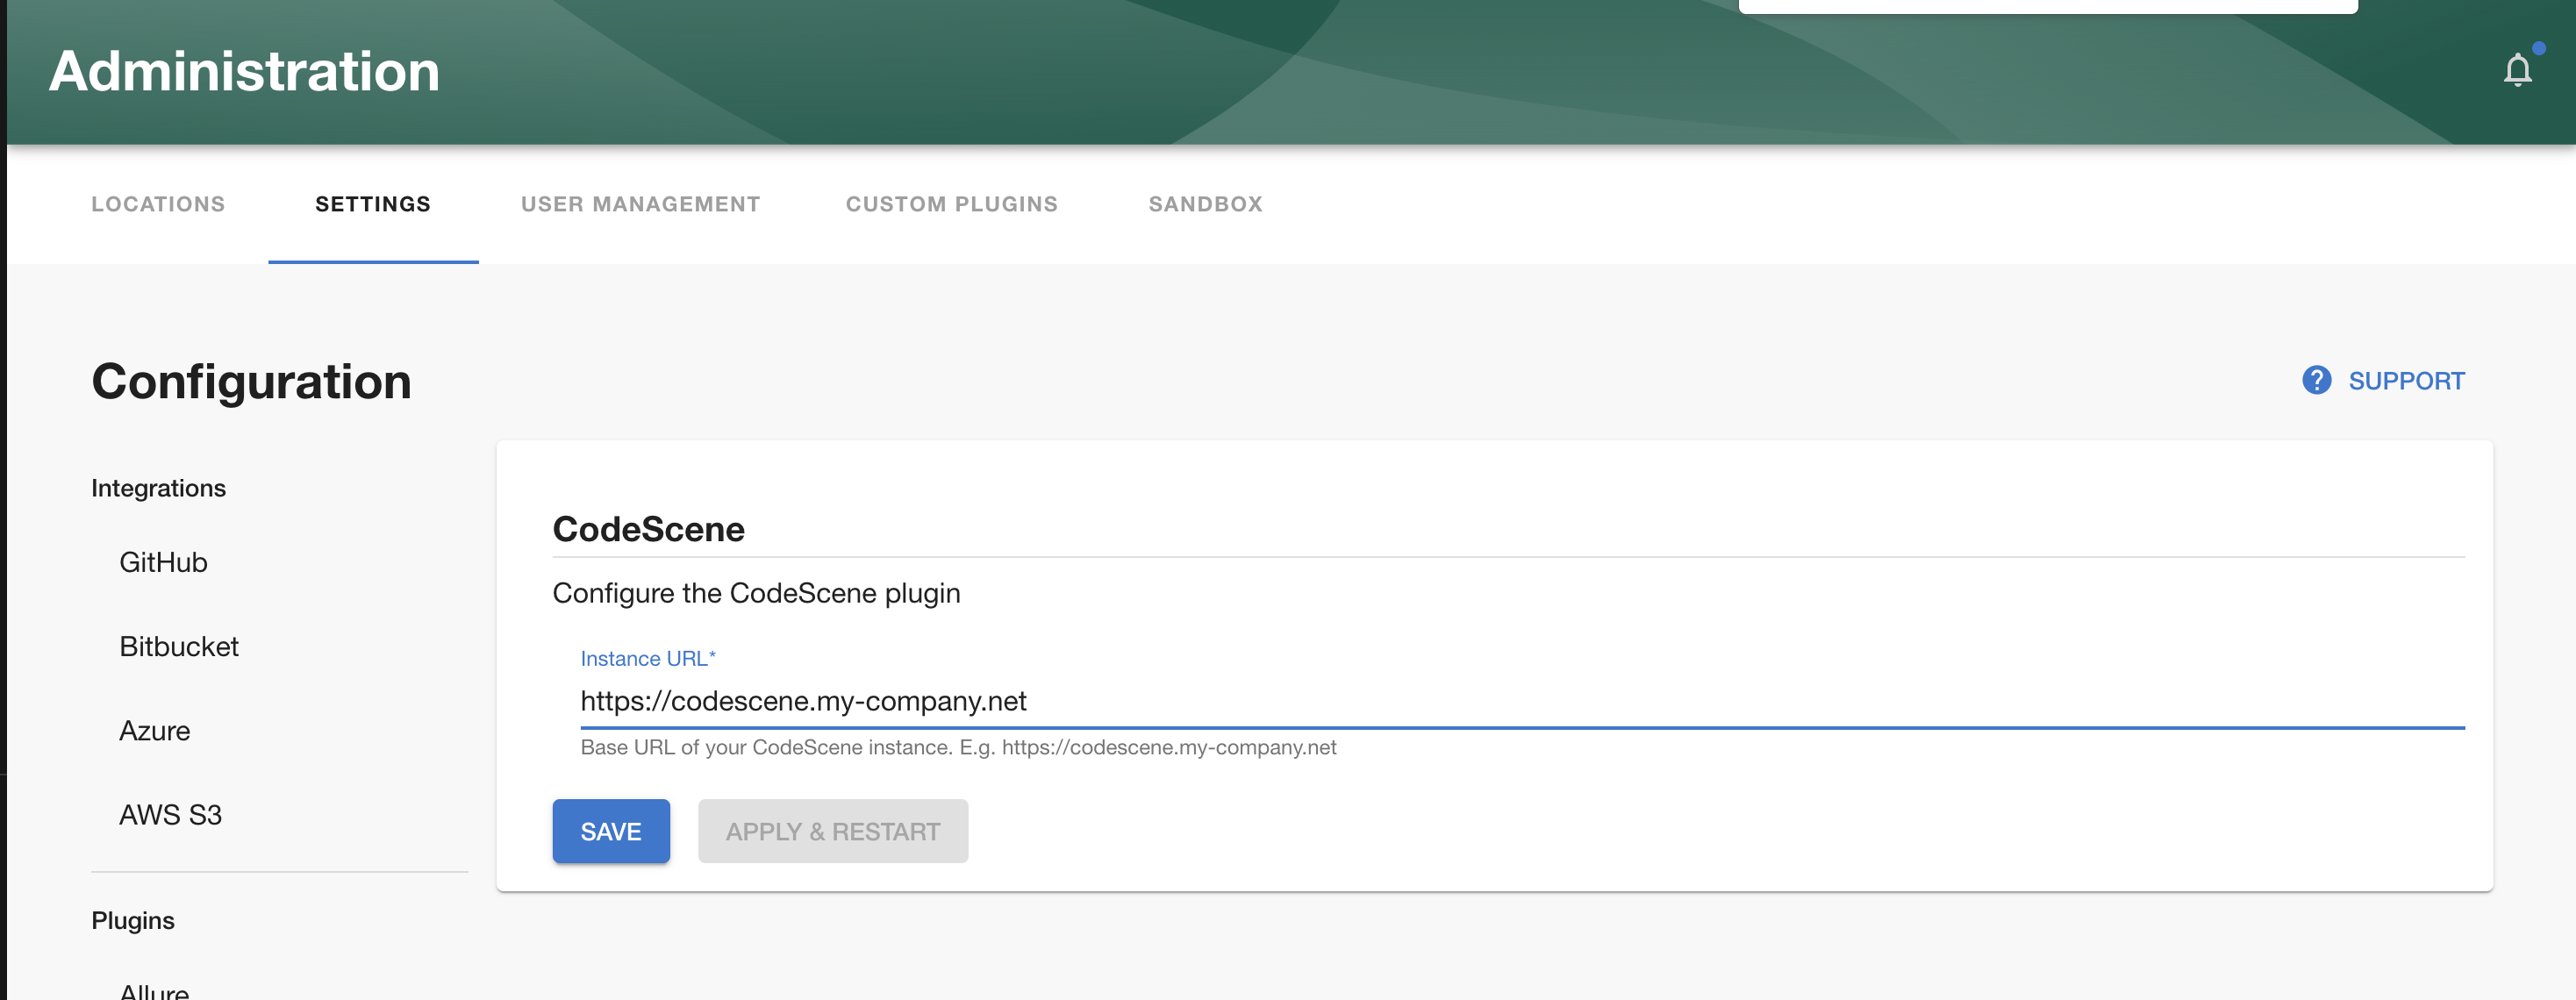 Administration
LOCATIONS
SETTINGS
USER MANAGEMENT
CUSTOM PLUGINS
SANDBOX
Configuration
SUPPORT
Integrations
GitHub
Bitbucket
Azure
AWS S3
Plugins
Allure
CodeScene
Configure the CodeScene plugin
Instance URL*
https://codescene.my-company.net
Base URL of your CodeScene instance. E.g. https://codescene.my-company.net
SAVE
APPLY & RESTART